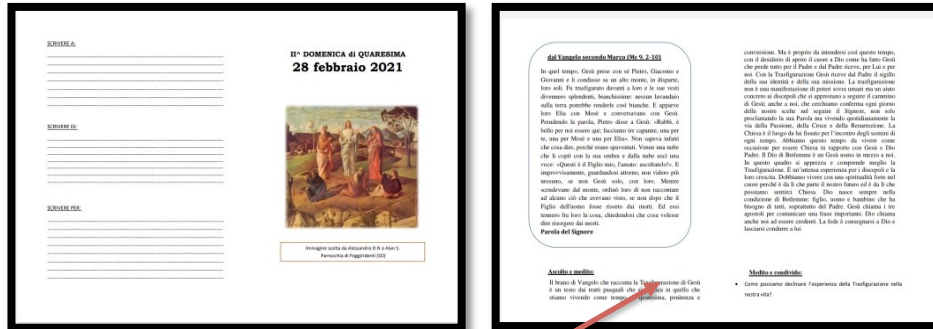 SCRIVERE A:
SCRIVERE DI:
SCRIVERE PER:
II^ DOMENICA di QUARESIMA
28 febbraio 2021
Immagine scelta da Alessandro D.N e Alan S.
Parrocchia di Poggiridenti (SO)
dal Vangelo secondo Marco (Mc 9, 2-10)
In quel tempo, Gesù prese con sé Pietro, Giacomo e
Giovanni e li condusse su un alto monte, in disparte,
loro soli. Fu trasfigurato davanti a loro e le sue vesti
divennero splendenti, bianchissime: nessun lavandaio
sulla terra potrebbe renderle così bianche. E apparve
loro Elia con Mosè e conversavano con Gesù.
Prendendo la parola, Pietro disse a Gesù: «Rabbì, è
bello per noi essere qui; facciamo tre capanne, una per
te, una per Mosè e una per Elia». Non sapeva infatti
che cosa dire, perché erano spaventati. Venne una nube
che li coprì con la sua ombra e dalla nube uscì una
voce: «Questi è il Figlio mio, l'amato: ascoltatelo!». E
improvvisamente, guardandosi attorno, non videro più
nessuno, se non Gesù solo, con loro. Mentre
scendevano dal monte, ordinò loro di non raccontare
ad alcuno ciò che avevano visto, se non dopo che il
Figlio dell'uomo fosse risorto dai morti. Ed essi
tennero fra loro la cosa, chiedendosi che cosa volesse
dire risorgere dai morti.
Parola del Signore
Ascolto e medito:
Il brano di Vangelo che racconta la Trasfigurazione di Gesù
è un testo dai tratti pasquali che si in quello che
stiamo vivendo come tempo Quaresima, penitenza e
conversione. Ma è proprio da intendersi così questo tempo,
con il desiderio di aprire il cuore a Dio come ha fatto Gesù
che perde tutto per il Padre e dal Padre riceve, per Lui e per
noi. Con la Trasfigurazione Gesù riceve dal Padre il sigillo
della sua identità e della sua missione. La trasfigurazione
non è una manifestazione di poteri sovra umani ma un aiuto
concreto ai discepoli che si apprestano a seguire il cammino
di Gesù; anche a noi, che cerchiamo conferma ogni giorno
delle nostre scelte nel seguire il Signore, non solo
proclamando la sua Parola ma vivendo quotidianamente la
via della Passione, della Croce e della Resurrezione. La
Chiesa è il luogo da lui fissato per l'incontro degli uomini di
ogni tempo. Abbiamo questo tempo da vivere come
occasione per essere Chiesa in rapporto con Gesù e Dio
Padre. Il Dio di Betlemme è un Gesù uomo in mezzo a noi.
In questo quadro si apprezza e comprende meglio la
Trasfigurazione. È un'intensa esperienza per i discepoli e la
loro crescita. Dobbiamo vivere con una spiritualità forte nel
cuore perché è da lì che parte il nostro futuro ed è da lì che
possiamo sentirci Chiesa. Dio nasce sempre nella
condizione di Betlemme: figlio, uomo e bambino che ha
bisogno di tutti, soprattutto del Padre. Gesù chiama i tre
apostoli per comunicare una frase importante. Dio chiama
anche noi ad essere credenti. La fede è consegnarsi a Dio e
lasciarsi condurre a lui.
Medito e condivido:
• Come possiamo declinare l'esperienza della Trasfigurazione nella
nostra vita?